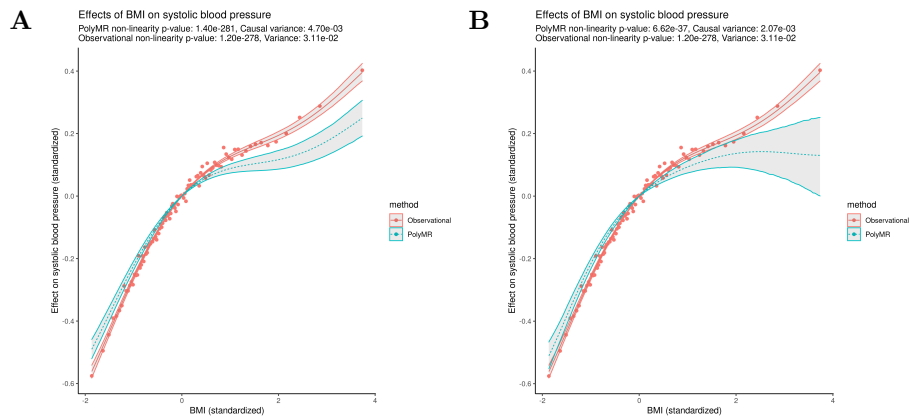 A
Effects of BMI on systolic blood pressure
PolyMR non-linearity p-value: 1.40e-281, Causal variance: 4.70e-03
Observational non-linearity p-value: 1.20e-278, Variance: 3.11e-02
Effect on systolic blood pressure (standardized)
0.4
0.2
0.0
-0.2
-0.4
-0.6
-2
0
2
4
BMI (standardized)
method
Observational
PolyMR
B
Effects of BMI on systolic blood pressure
PolyMR non-linearity p-value: 6.62e-37, Causal variance: 2.07e-03
Observational non-linearity p-value: 1.20e-278, Variance: 3.11e-02
Effect on systolic blood pressure (standardized)
0.4
0.2
0.0
-0.2
-0.4
-0.6
-2
0
2
4
BMI (standardized)
method
Observational
PolyMR